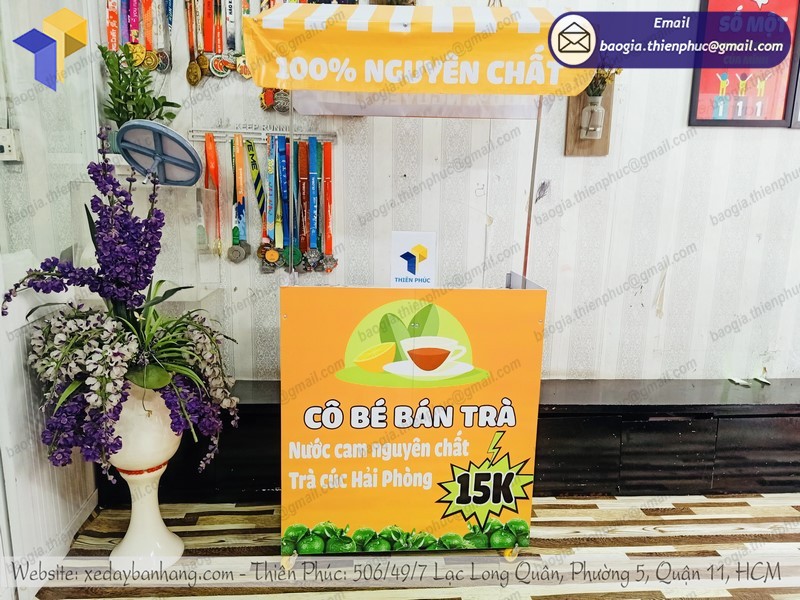 Email
baogia.thienphuc@gmail.com
SỐ MỘT
100% NGUYÊN CHẤT
KEEP RUNNING
THIÊN PHÚC
CÔ BÉ BÁN TRÀ
Nước cam nguyên chất
Trà cúc Hải Phòng
15K
Website: xedaybanhang.com - Thiên Phúc: 506/49/7 Lạc Long Quân, Phường 5, Quận 11, HCM